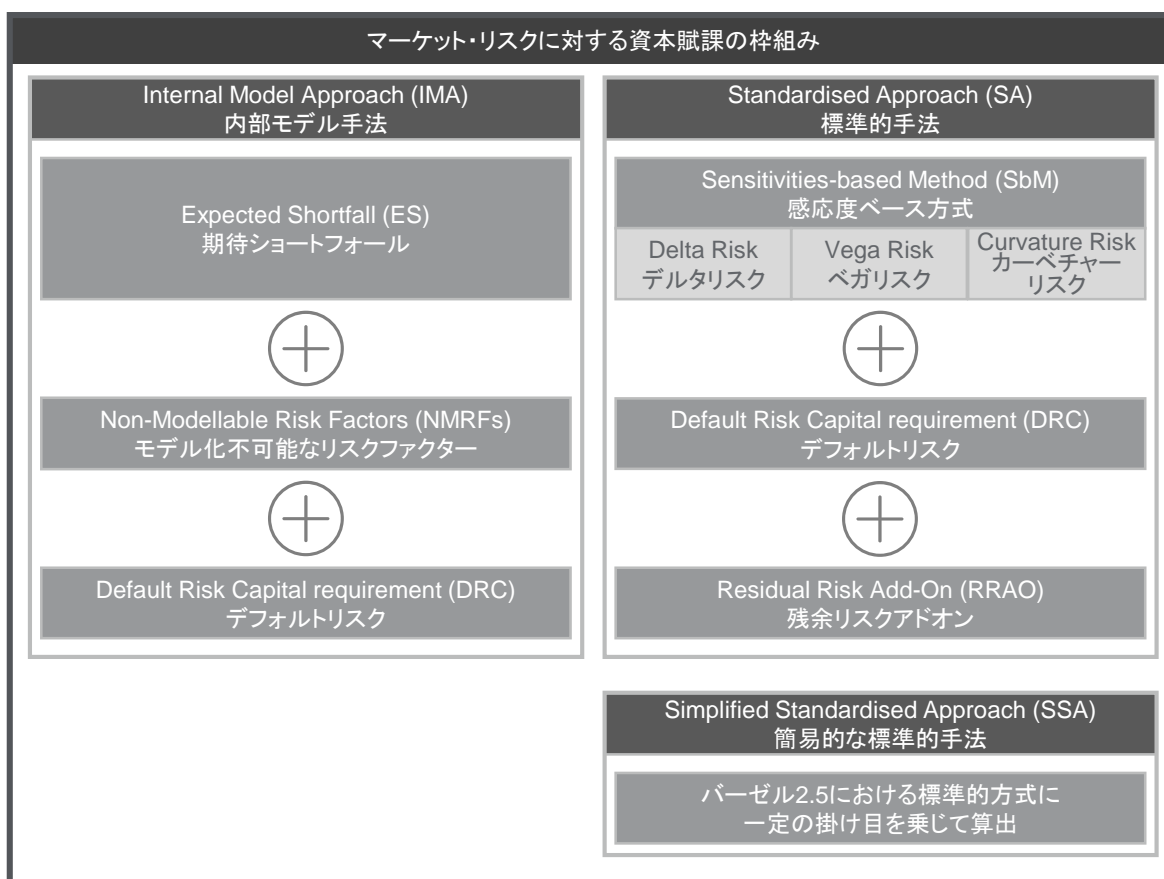 マーケット・リスクに対する資本賦課の枠組み
Internal Model Approach (IMA)
内部モデル手法
Expected Shortfall (ES)
期待ショートフォール
Non-Modellable Risk Factors (NMRFs)
モデル化不可能なリスクファクター
Default Risk Capital requirement (DRC)
デフォルトリスク
Standardised Approach (SA)
標準的手法
Sensitivities-based Method (SbM)
感応度ベース方式
Delta Risk
デルタリスク
Vega Risk
ベガリスク
Curvature Risk
カーベチャー
リスク
Default Risk Capital requirement (DRC)
デフォルトリスク
Residual Risk Add-On (RRAO)
残余リスクアドオン
Simplified Standardised Approach (SSA)
簡易的な標準的手法
バーゼル2.5における標準的方式に
一定の掛け目を乗じて算出